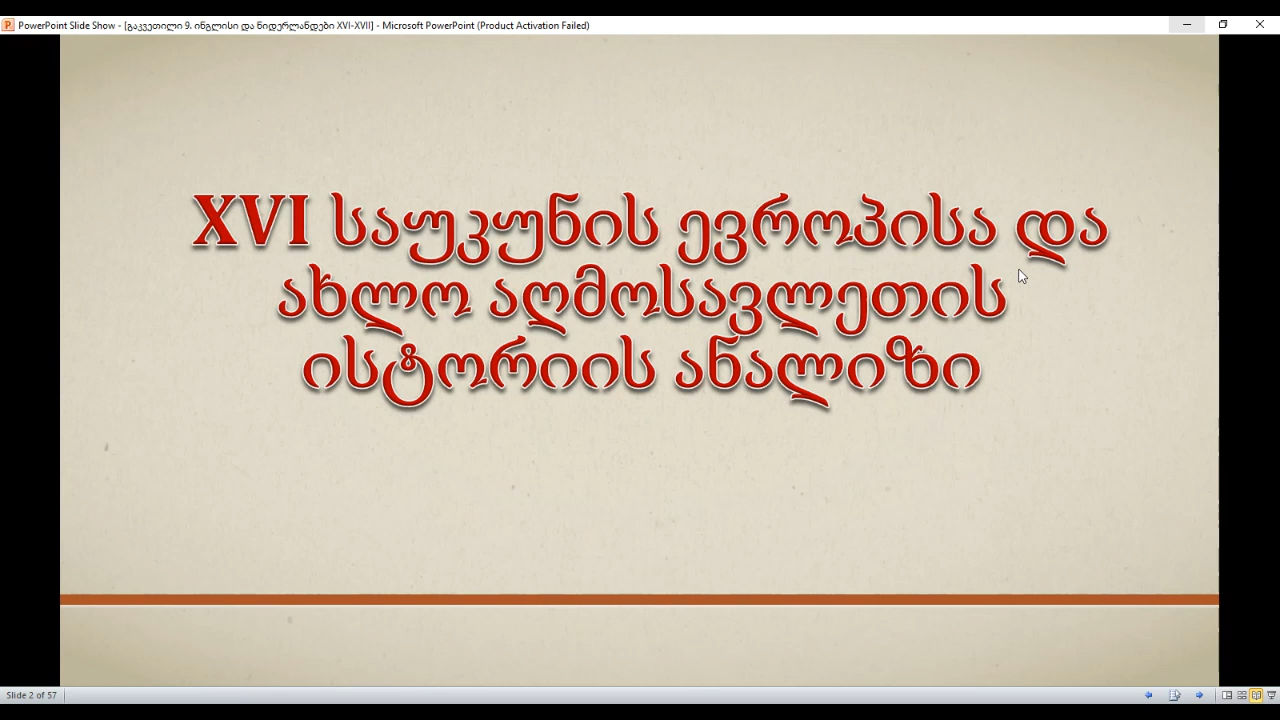 PowerPoint Slide Show - [გაკვეთილი 9. ინგლისი და ნიდერლანდები XVI-XVII] - Microsoft PowerPoint (Product Activation Failed)
XVI საუკუნის ევროპისა და
ახლო აღმოსავლეთის
ისტორიის ანალიზი
Slide 2 of 57